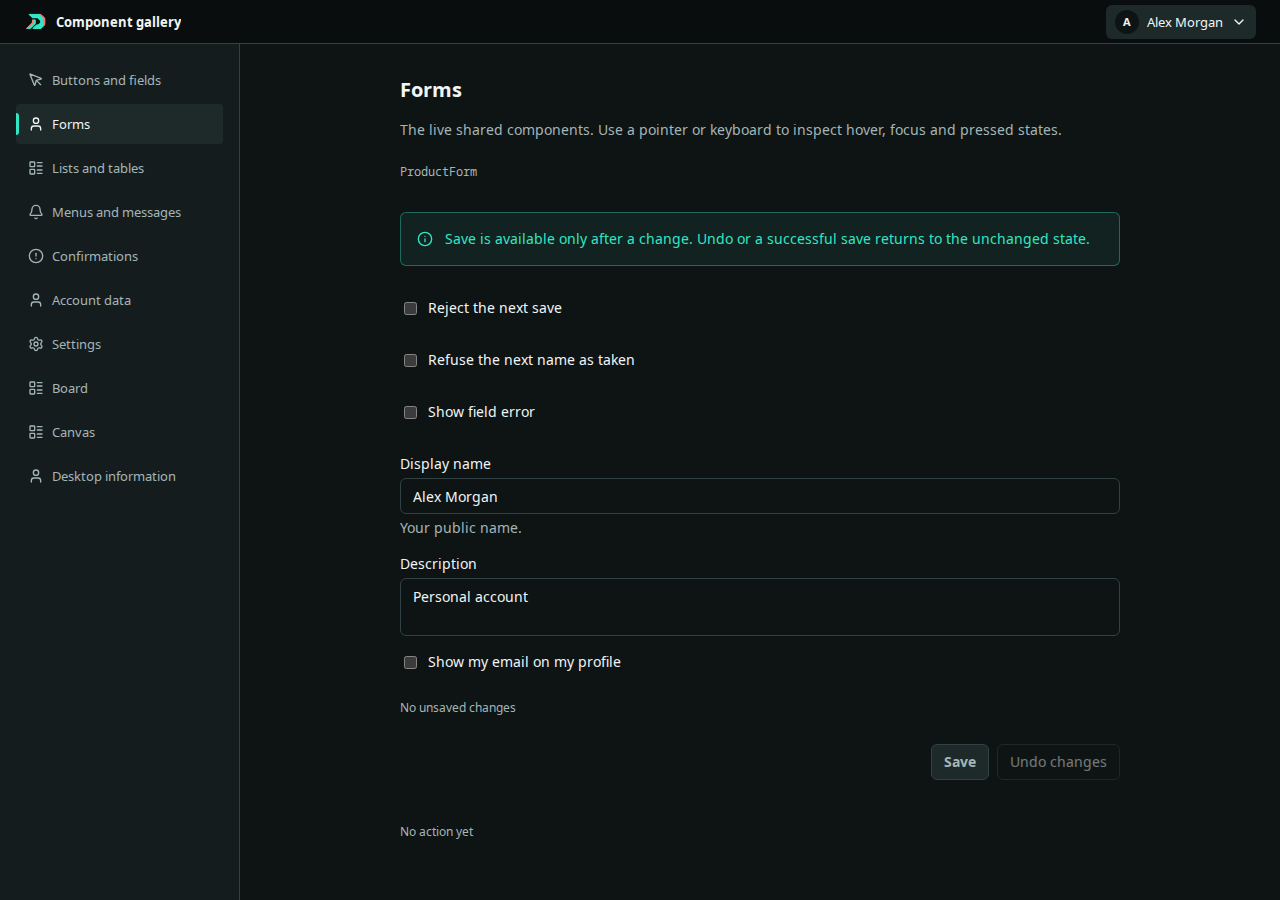 Component gallery
A
Alex Morgan
Buttons and fields
Forms
Lists and tables
Menus and messages
Confirmations
Account data
Settings
Board
Canvas
Desktop information
Forms
The live shared components. Use a pointer or keyboard to inspect hover, focus and pressed states.
ProductForm
Save is available only after a change. Undo or a successful save returns to the unchanged state.
Reject the next save
Refuse the next name as taken
Show field error
Display name
Alex Morgan
Your public name.
Description
Personal account
Show my email on my profile
No unsaved changes
Save
Undo changes
No action yet